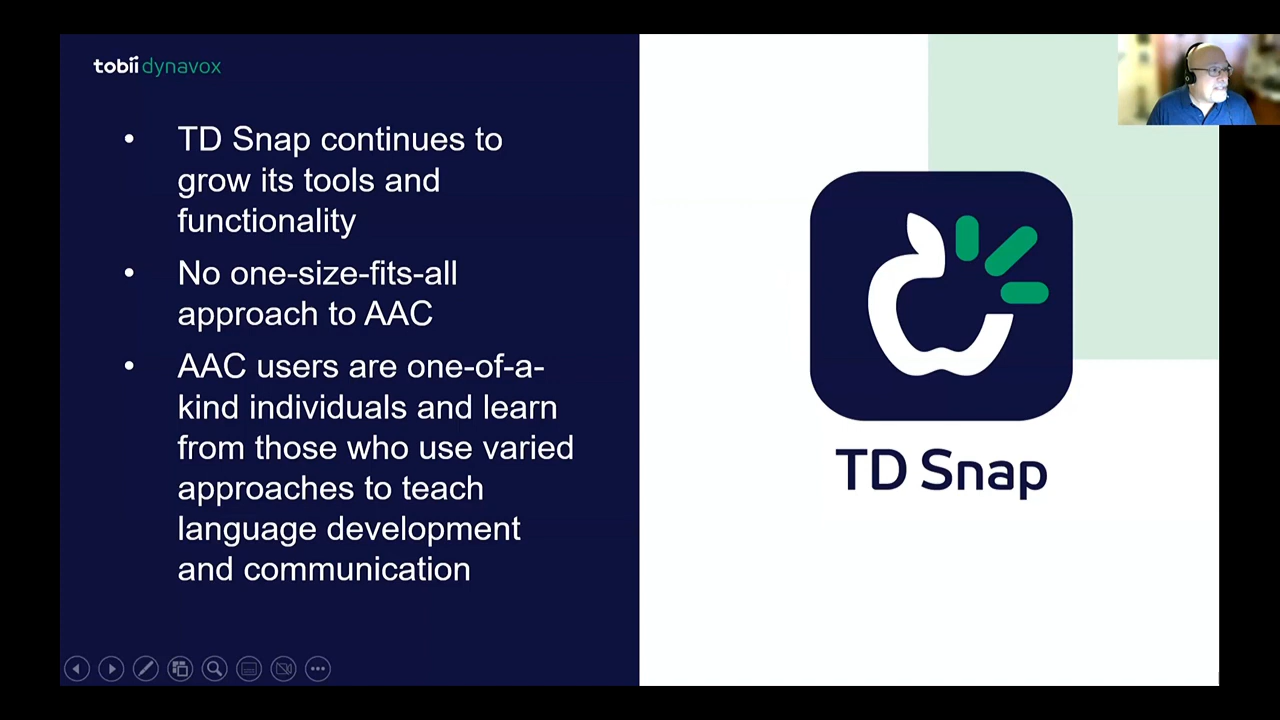 tobii dynavox
• TD Snap continues to
grow its tools and
functionality
• No one-size-fits-all
approach to AAC
• AAC users are one-of-a-
kind individuals and learn
from those who use varied
approaches to teach
language development
and communication
TD Snap